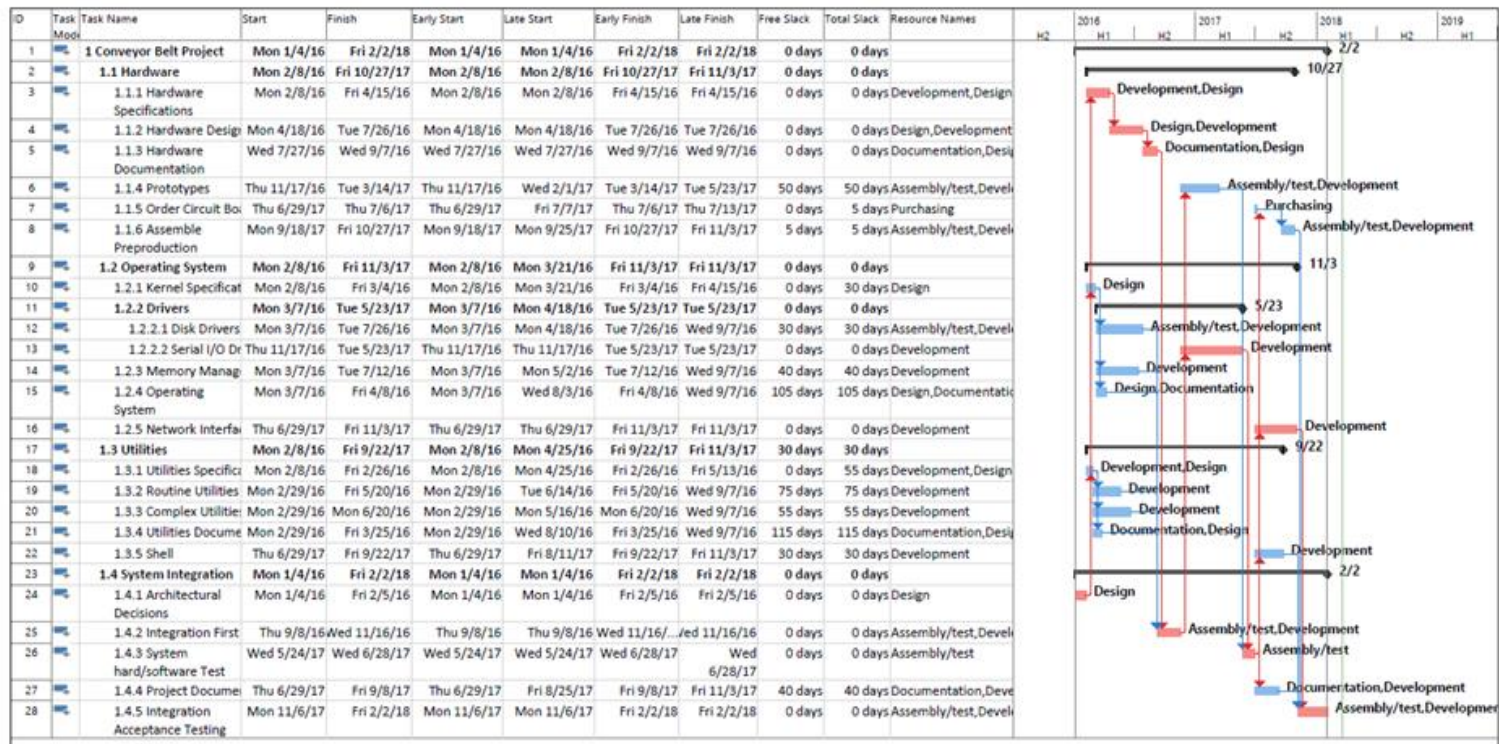 ID Task Mode Task Name Start Finish Early Start Late Start Early Finish Late Finish Free Slack Total Slack Resource Names
2016 2017 2018 2019
H2 H1 H2 H1 H2 H1 H2 H1
1 1 Conveyor Belt Project Mon 1/4/16 Fri 2/2/18 Mon 1/4/16 Mon 1/4/16 Fri 2/2/18 Fri 2/2/18 0 days 0 days 2/2
2 1.1 Hardware Mon 2/8/16 Fri 10/27/17 Mon 2/8/16 Mon 2/8/16 Fri 10/27/17 Fri 11/3/17 0 days 0 days 10/27
3 1.1.1 Hardware Mon 2/8/16 Fri 4/15/16 Mon 2/8/16 Mon 2/8/16 Fri 4/15/16 Fri 4/15/16 0 days 0 days Development,Design Development,Design
Specifications
4 1.1.2 Hardware Design Mon 4/18/16 Tue 7/26/16 Mon 4/18/16 Mon 4/18/16 Tue 7/26/16 Tue 7/26/16 0 days 0 days Design,Development Design,Development
5 1.1.3 Hardware Wed 7/27/16 Wed 9/7/16 Wed 7/27/16 Wed 7/27/16 Wed 9/7/16 Wed 9/7/16 0 days 0 days Documentation,Desig Documentation,Design
Documentation
6 1.1.4 Prototypes Thu 11/17/16 Tue 3/14/17 Thu 11/17/16 Wed 2/1/17 Tue 3/14/17 Tue 5/23/17 50 days 50 days Assembly/test,Devel Assembly/test,Development
7 1.1.5 Order Circuit Bo Thu 6/29/17 Thu 7/6/17 Thu 6/29/17 Fri 7/7/17 Thu 7/6/17 Thu 7/13/17 0 days 5 days Purchasing Purchasing
8 1.1.6 Assemble Mon 9/18/17 Fri 10/27/17 Mon 9/18/17 Mon 9/25/17 Fri 10/27/17 Fri 11/3/17 5 days 5 days Assembly/test,Devel Assembly/test,Development
Preproduction
9 1.2 Operating System Mon 2/8/16 Fri 11/3/17 Mon 2/8/16 Mon 3/21/16 Fri 11/3/17 Fri 11/3/17 0 days 0 days 11/3
10 1.2.1 Kernel Specificat Mon 2/8/16 Fri 3/4/16 Mon 2/8/16 Mon 3/21/16 Fri 3/4/16 Fri 4/15/16 0 days 30 days Design Design
11 1.2.2 Drivers Mon 3/7/16 Tue 5/23/17 Mon 3/7/16 Mon 4/18/16 Tue 5/23/17 Tue 5/23/17 0 days 0 days 5/23
12 1.2.2.1 Disk Drivers Mon 3/7/16 Tue 7/26/16 Mon 3/7/16 Mon 4/18/16 Tue 7/26/16 Wed 9/7/16 30 days 30 days Assembly/test,Devel Assembly/test,Development
13 1.2.2.2 Serial I/O Dr Thu 11/17/16 Tue 5/23/17 Thu 11/17/16 Thu 11/17/16 Tue 5/23/17 Tue 5/23/17 0 days 0 days Development Development
14 1.2.3 Memory Manag Mon 3/7/16 Tue 7/12/16 Mon 3/7/16 Mon 5/2/16 Tue 7/12/16 Wed 9/7/16 40 days 40 days Development Development
15 1.2.4 Operating Mon 3/7/16 Fri 4/8/16 Mon 3/7/16 Wed 8/3/16 Fri 4/8/16 Wed 9/7/16 105 days 105 days Design,Documentatio Design,Documentation
System
16 1.2.5 Network Interfa Thu 6/29/17 Fri 11/3/17 Thu 6/29/17 Thu 6/29/17 Fri 11/3/17 Fri 11/3/17 0 days 0 days Development Development
17 1.3 Utilities Mon 2/8/16 Fri 9/22/17 Mon 2/8/16 Mon 4/25/16 Fri 9/22/17 Fri 11/3/17 30 days 30 days 9/22
18 1.3.1 Utilities Specifica Mon 2/8/16 Fri 2/26/16 Mon 2/8/16 Mon 4/25/16 Fri 2/26/16 Fri 5/13/16 0 days 55 days Development,Design Development,Design
19 1.3.2 Routine Utilities Mon 2/29/16 Fri 5/20/16 Mon 2/29/16 Tue 6/14/16 Fri 5/20/16 Wed 9/7/16 75 days 75 days Development Development
20 1.3.3 Complex Utilitie Mon 2/29/16 Mon 6/20/16 Mon 2/29/16 Mon 5/16/16 Mon 6/20/16 Wed 9/7/16 55 days 55 days Development Development
21 1.3.4 Utilities Docume Mon 2/29/16 Fri 3/25/16 Mon 2/29/16 Wed 8/10/16 Fri 3/25/16 Wed 9/7/16 115 days 115 days Documentation,Desig Documentation,Design
22 1.3.5 Shell Thu 6/29/17 Fri 9/22/17 Thu 6/29/17 Fri 8/11/17 Fri 9/22/17 Fri 11/3/17 30 days 30 days Development Development
23 1.4 System Integration Mon 1/4/16 Fri 2/2/18 Mon 1/4/16 Mon 1/4/16 Fri 2/2/18 Fri 2/2/18 0 days 0 days 2/2
24 1.4.1 Architectural Mon 1/4/16 Fri 2/5/16 Mon 1/4/16 Mon 1/4/16 Fri 2/5/16 Fri 2/5/16 0 days 0 days Design Design
Decisions
25 1.4.2 Integration First Thu 9/8/16 Wed 11/16/16 Thu 9/8/16 Thu 9/8/16 Wed 11/16/... Wed 11/16/16 0 days 0 days Assembly/test,Devel Assembly/test,Development
26 1.4.3 System Wed 5/24/17 Wed 6/28/17 Wed 5/24/17 Wed 5/24/17 Wed 6/28/17 Wed 0 days 0 days Assembly/test Assembly/test
hard/software Test 6/28/17
27 1.4.4 Project Docume Thu 6/29/17 Fri 9/8/17 Thu 6/29/17 Fri 8/25/17 Fri 9/8/17 Fri 11/3/17 40 days 40 days Documentation,Deve Documentation,Development
28 1.4.5 Integration Mon 11/6/17 Fri 2/2/18 Mon 11/6/17 Mon 11/6/17 Fri 2/2/18 Fri 2/2/18 0 days 0 days Assembly/test,Devel Assembly/test,Developmen
Acceptance Testing